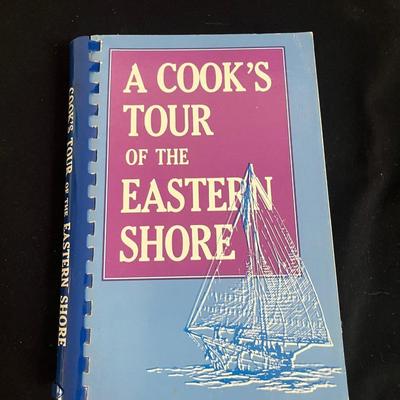 A COOK'S
TOUR
OF THE
EASTERN
SHORE
COOK'S TOUR OF THE EASTERN SHORE